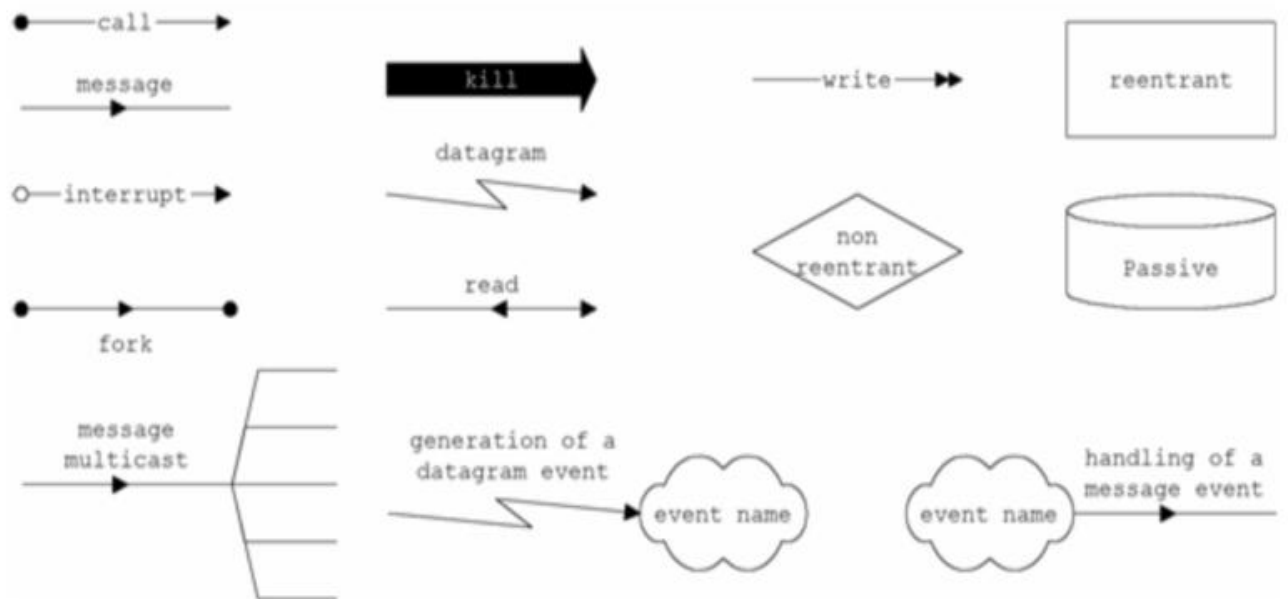 call
message
kill
write
reentrant
datagram
interrupt
non
reentrant
Passive
read
fork
message
multicast
generation of a
datagram event
event name
event name
handling of a
message event